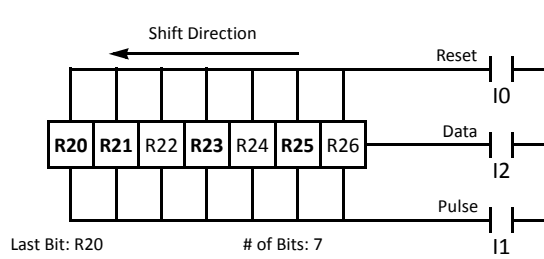 Shift Direction
Reset
I0
R20 R21 R22 R23 R24 R25 R26
Data
I2
Pulse
I1
Last Bit: R20 # of Bits: 7